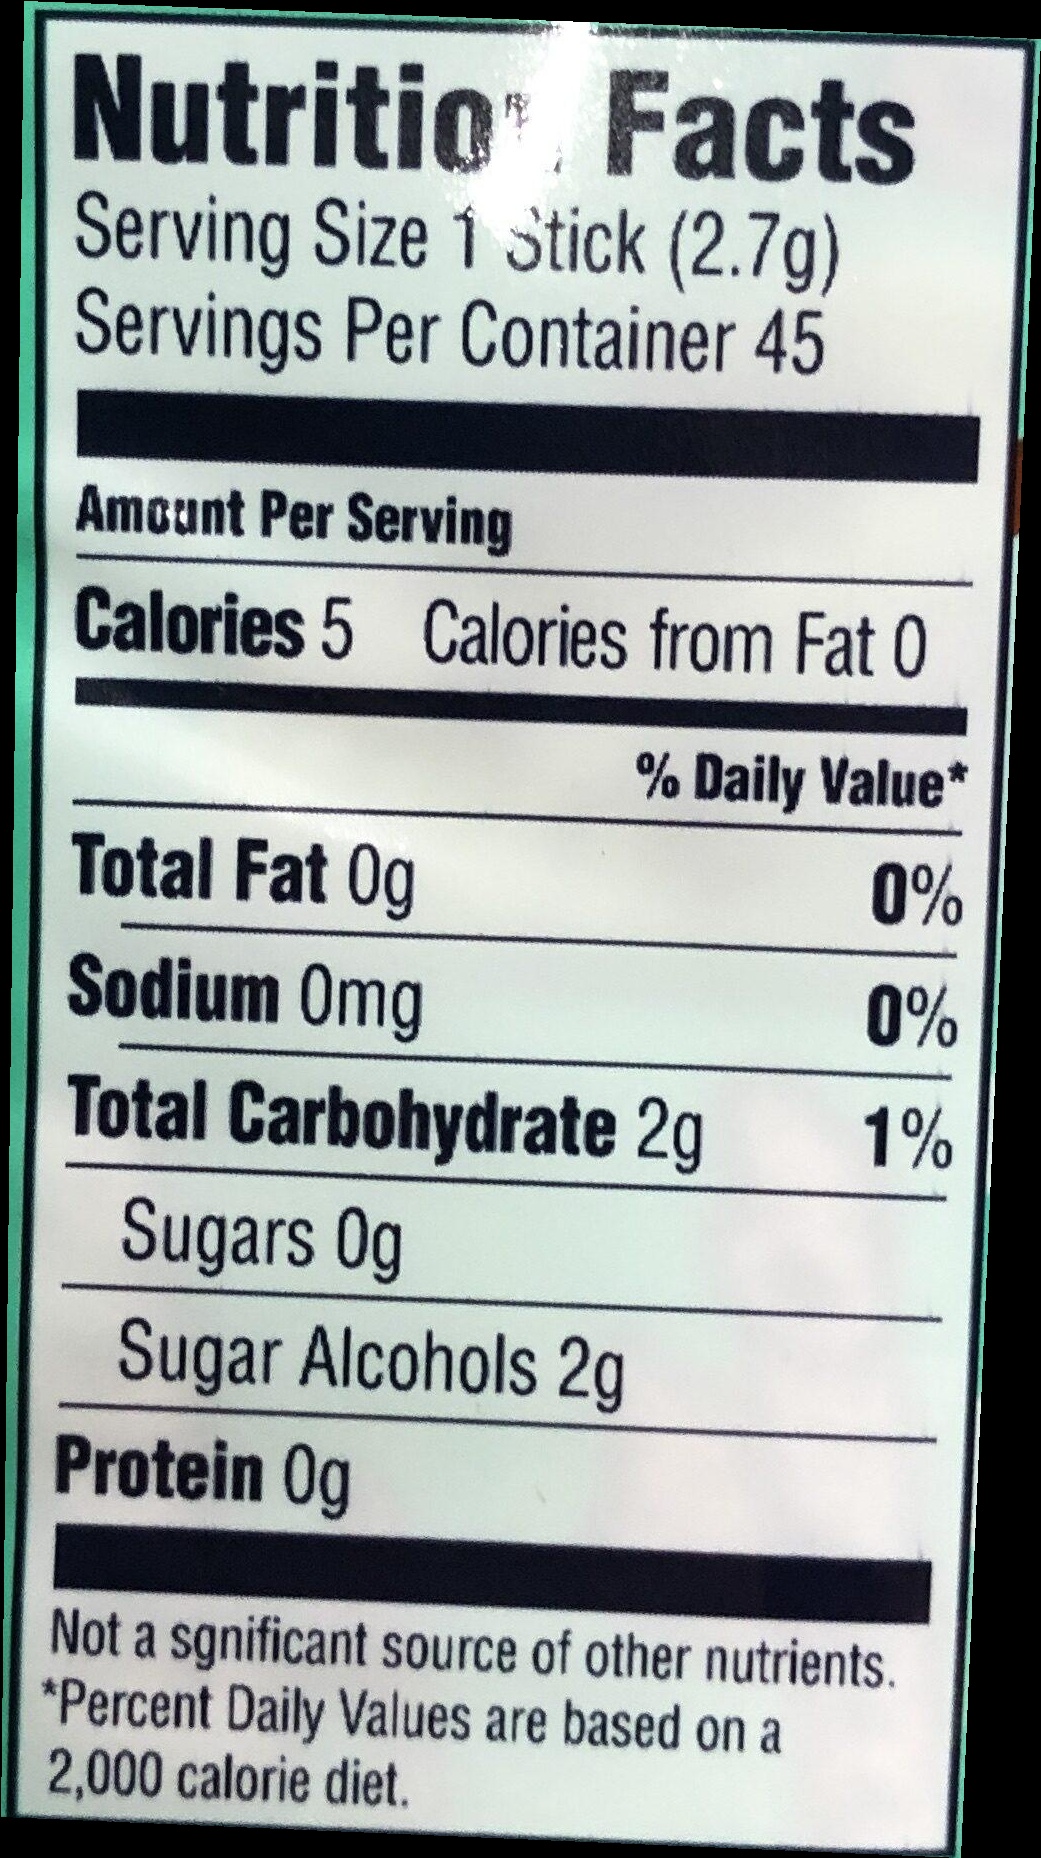 Nutrition Facts
Serving Size 1 Stick (2.7g)
Servings Per Container 45
Amount Per Serving
Calories 5 Calories from Fat 0
% Daily Value*
Total Fat 0g 0%
Sodium 0mg 0%
Total Carbohydrate 2g 1%
Sugars 0g
Sugar Alcohols 2g
Protein 0g
Not a sgnificant source of other nutrients.
*Percent Daily Values are based on a
2,000 calorie diet.